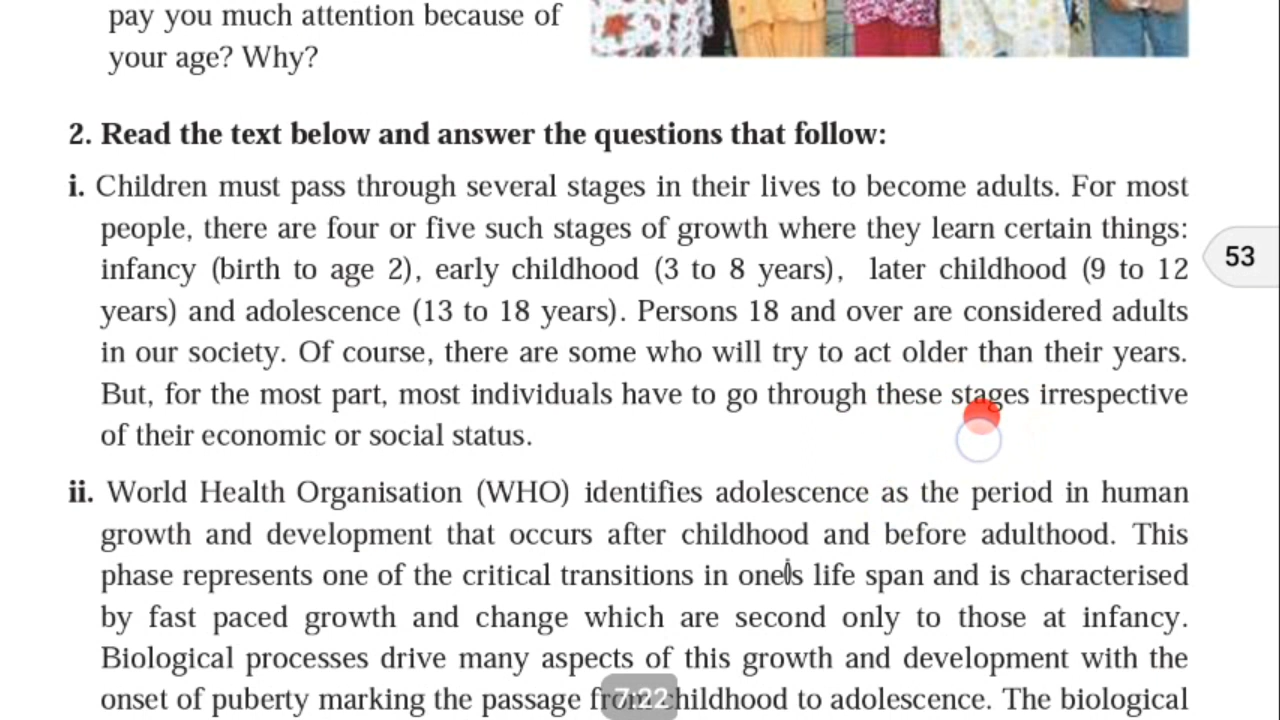 pay you much attention because of
your age? Why?
2. Read the text below and answer the questions that follow:
i. Children must pass through several stages in their lives to become adults. For most
people, there are four or five such stages of growth where they learn certain things:
infancy (birth to age 2), early childhood (3 to 8 years), later childhood (9 to 12
53
years) and adolescence (13 to 18 years). Persons 18 and over are considered adults
in our society. Of course, there are some who will try to act older than their years.
But, for the most part, most individuals have to go through these stages irrespective
of their economic or social status.
ii. World Health Organisation (WHO) identifies adolescence as the period in human
growth and development that occurs after childhood and before adulthood. This
phase represents one of the critical transitions in one's life span and is characterised
by fast paced growth and change which are second only to those at infancy.
Biological processes drive many aspects of this growth and development with the
onset of puberty marking the passage from childhood to adolescence. The biological
7:22